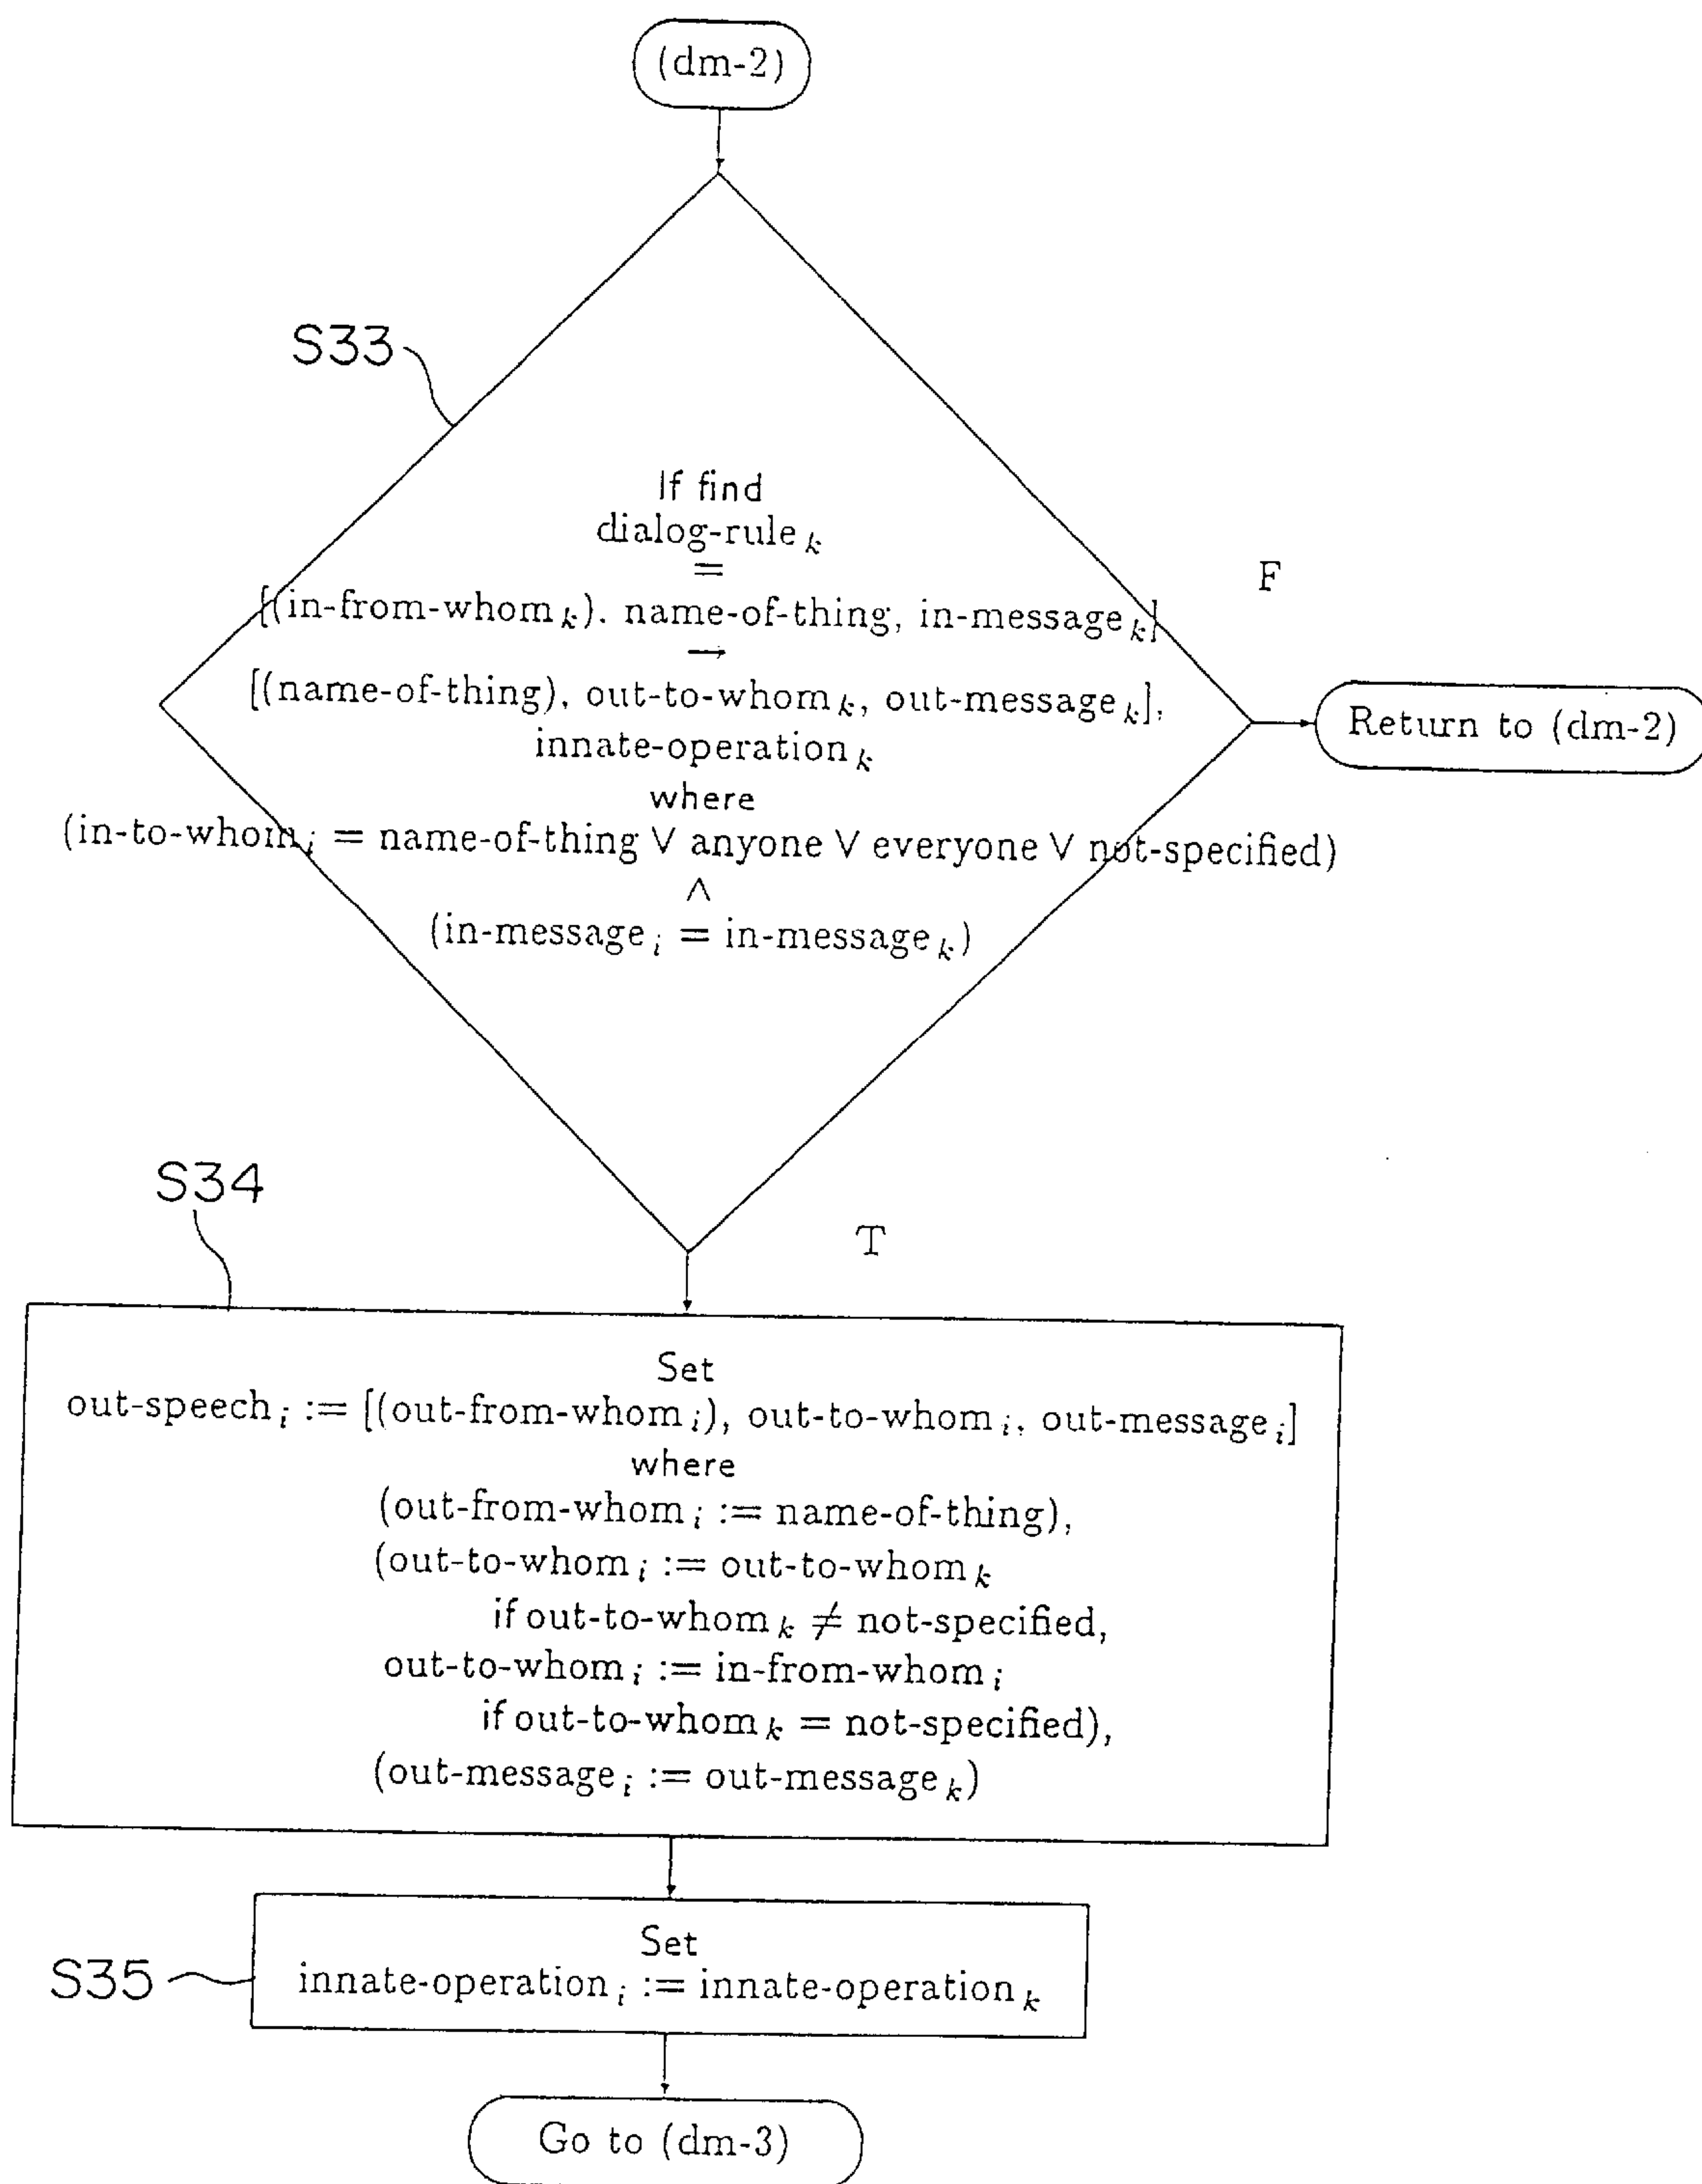 (dm-2)
S33
If find
dialog-rule k
=
[(in-from-whom k). name-of-thing, in-message k]
→
[(name-of-thing), out-to-whom k, out-message k],
innate-operation k
where
(in-to-whom i = name-of-thing ∨ anyone ∨ everyone ∨ not-specified)
∧
(in-message i = in-message k)
F
Return to (dm-2)
T
S34
Set
out-speech i := [(out-from-whom i), out-to-whom i, out-message i]
where
(out-from-whom i := name-of-thing),
(out-to-whom i := out-to-whom k
if out-to-whom k ≠ not-specified,
out-to-whom i := in-from-whom i
if out-to-whom k = not-specified),
(out-message i := out-message k)
S35
Set
innate-operation i := innate-operation k
Go to (dm-3)